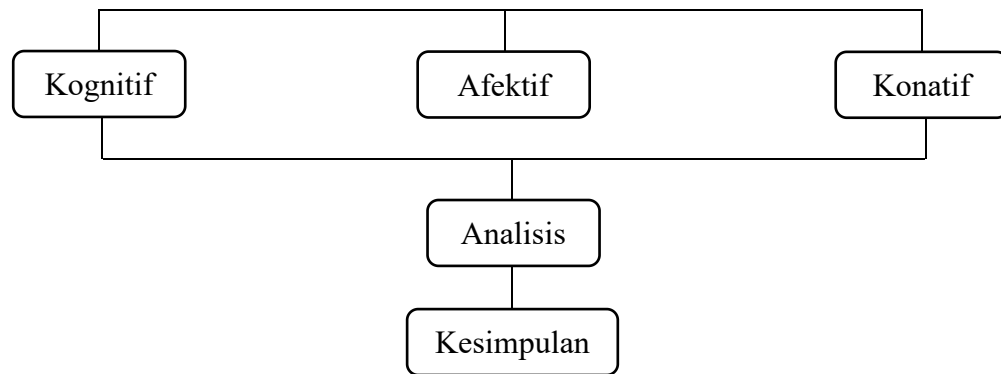 Kognitif
Afektif
Konatif
Analisis
Kesimpulan